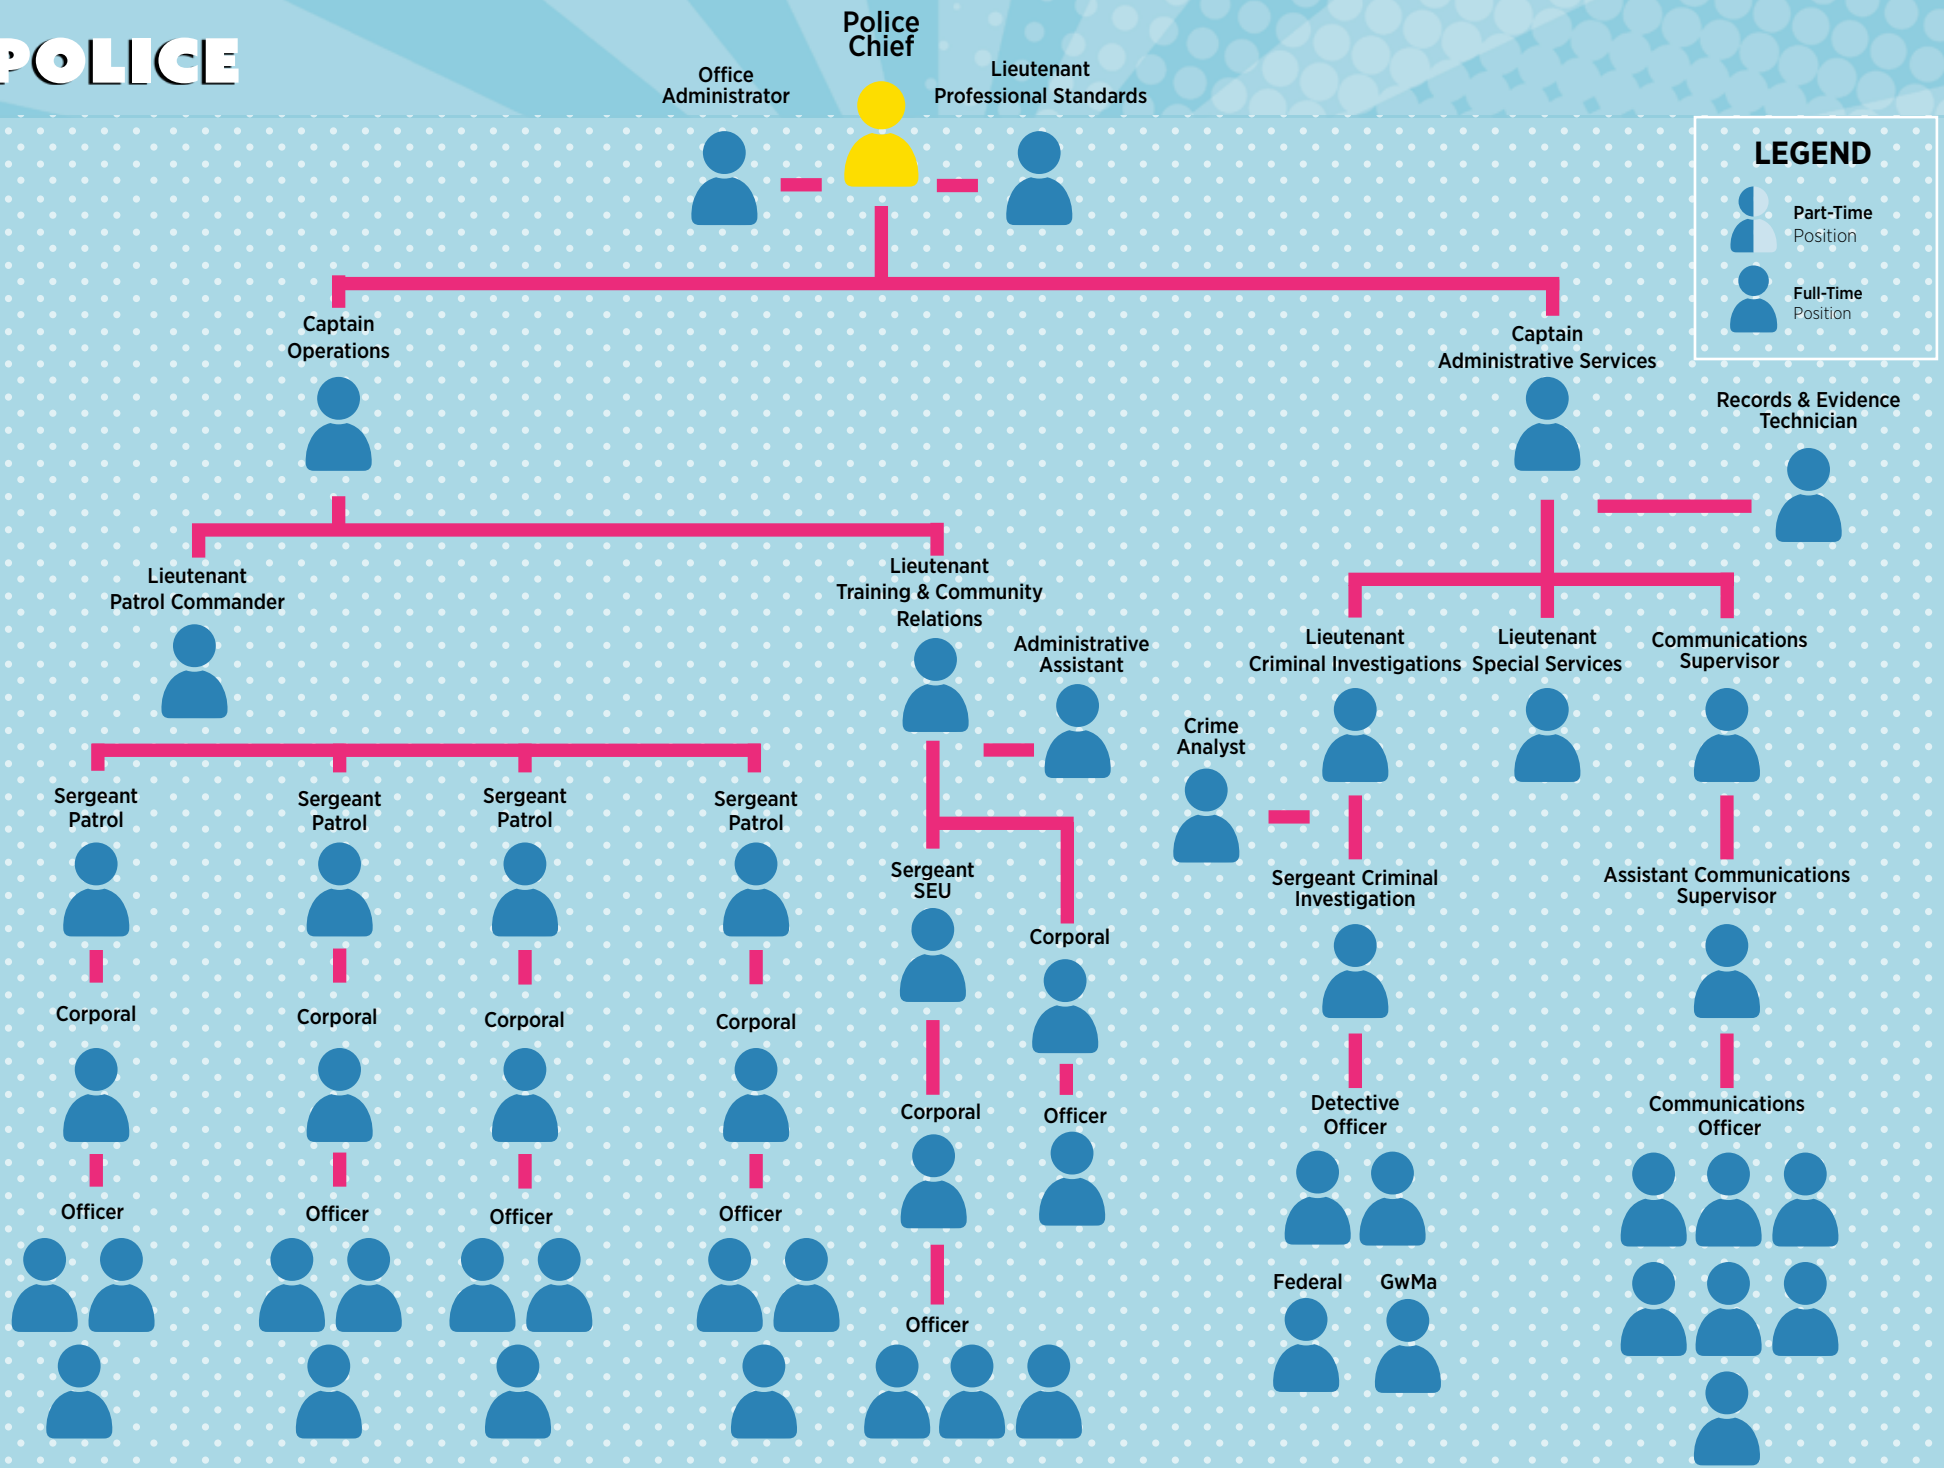 POLICE
Police
Chief
Office
Administrator
Lieutenant
Professional Standards
LEGEND
Part-Time
Position
Full-Time
Position
Captain
Operations
Captain
Administrative Services
Records & Evidence
Technician
Lieutenant
Patrol Commander
Lieutenant
Training & Community
Relations
Administrative
Assistant
Lieutenant
Criminal Investigations
Lieutenant
Special Services
Communications
Supervisor
Crime
Analyst
Sergeant
Patrol
Sergeant
Patrol
Sergeant
Patrol
Sergeant
Patrol
Sergeant
SEU
Corporal
Sergeant Criminal
Investigation
Assistant Communications
Supervisor
Corporal
Corporal
Corporal
Corporal
Corporal
Officer
Detective
Officer
Communications
Officer
Officer
Officer
Officer
Officer
Officer
Federal
GwMa